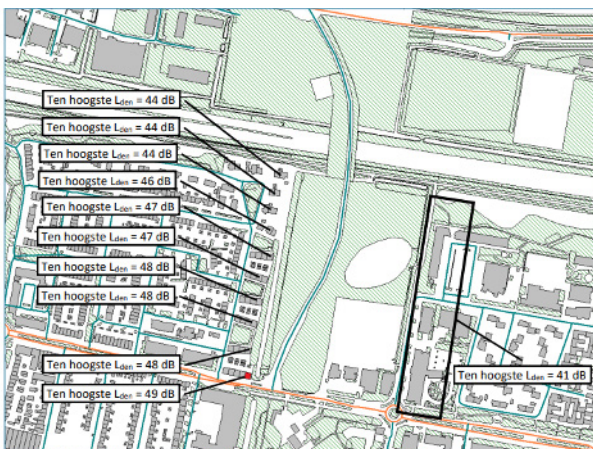 Ten hoogste Lden = 44 dB
Ten hoogste Lden = 44 dB
Ten hoogste Lden = 44 dB
Ten hoogste Lden = 46 dB
Ten hoogste Lden = 47 dB
Ten hoogste Lden = 47 dB
Ten hoogste Lden = 48 dB
Ten hoogste Lden = 48 dB
Ten hoogste Lden = 48 dB
Ten hoogste Lden = 41 dB
Ten hoogste Lden = 49 dB